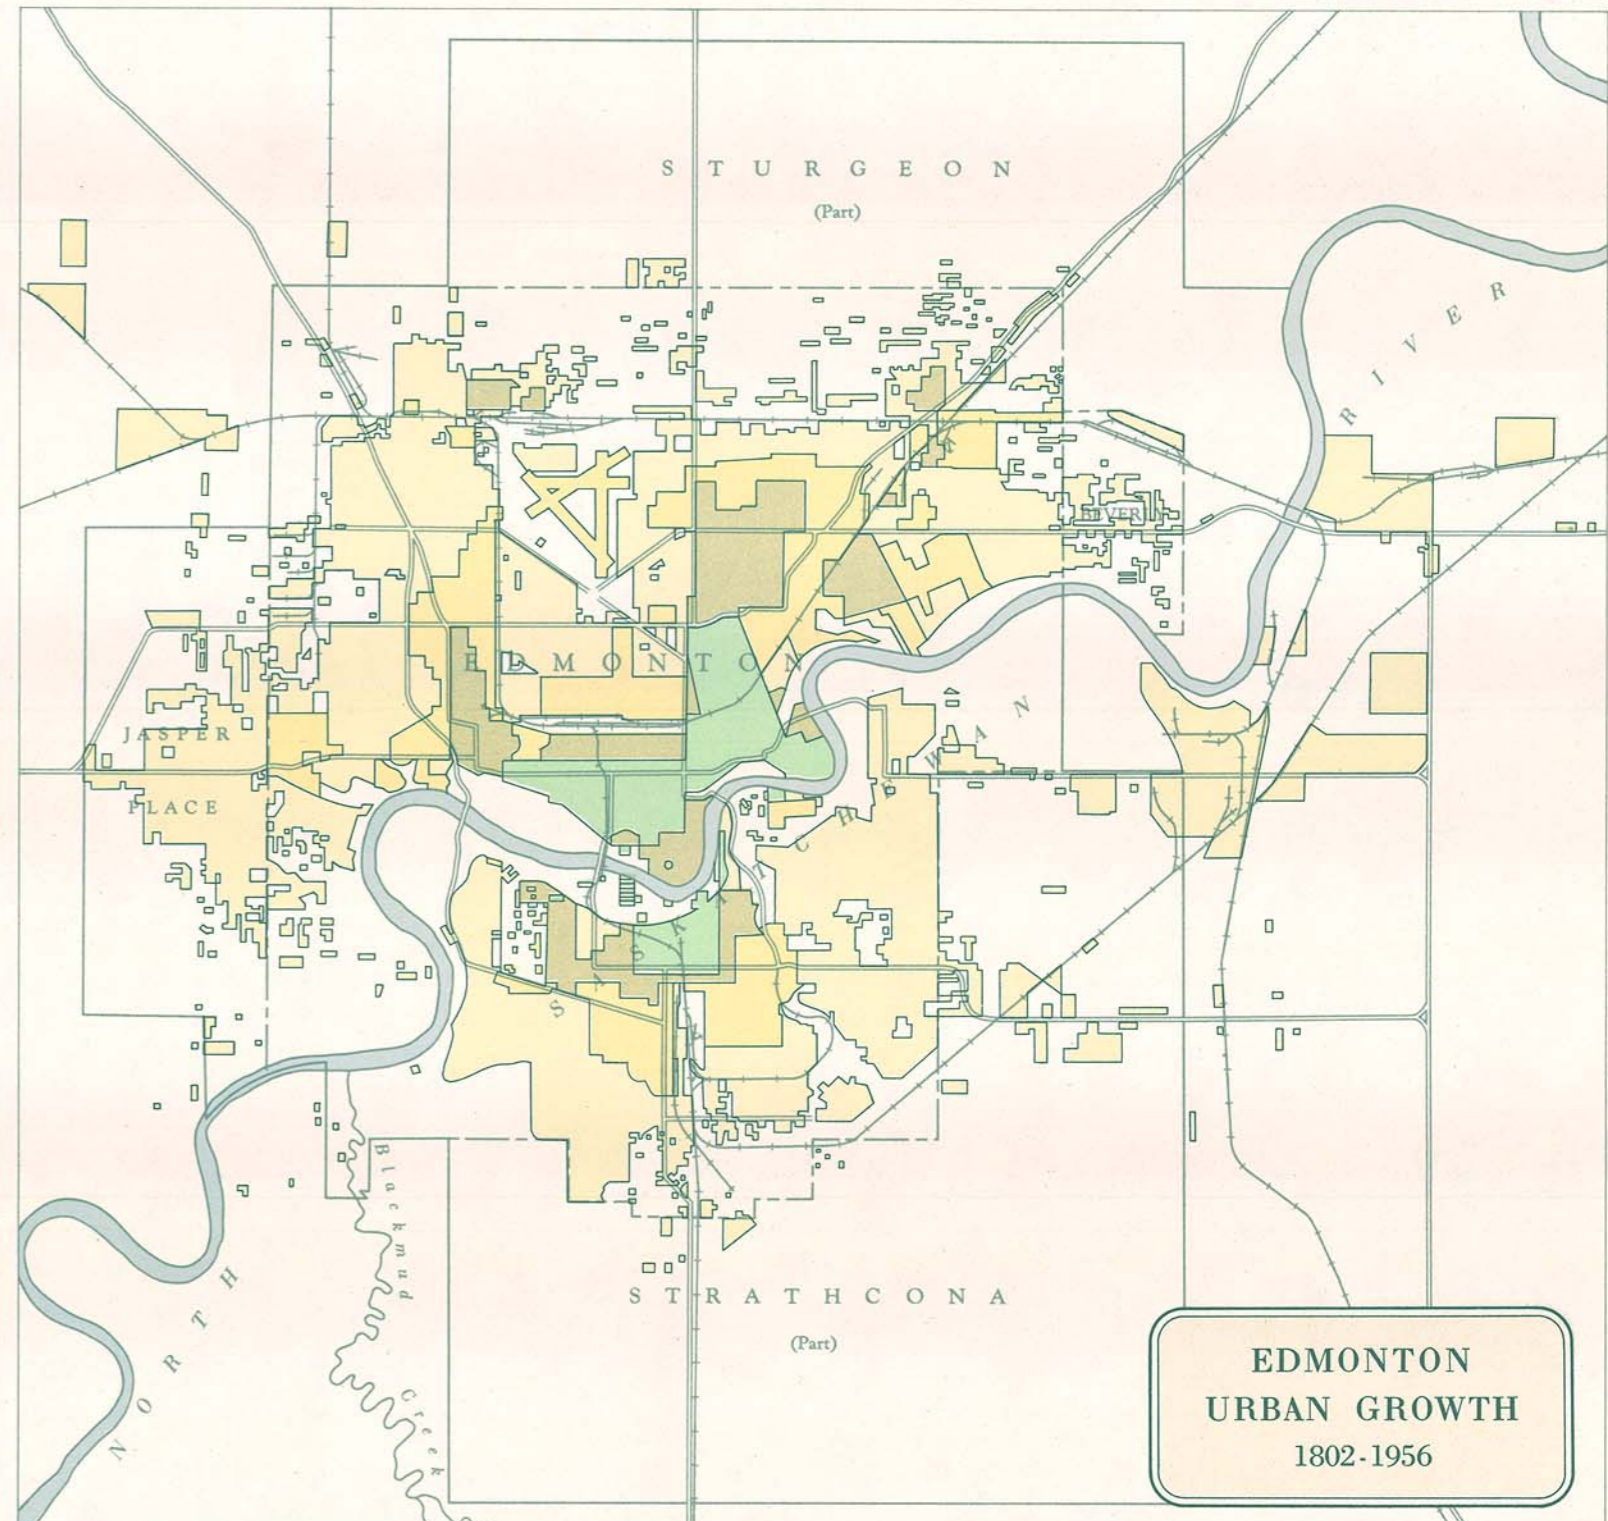 STURGEON
(Part)
RIVER
BEVERLY
EDMONTON
JASPER
PLACE
SASKATCHEWAN
Blackmud
Creek
NORTH
STRATHCONA
(Part)
EDMONTON
URBAN GROWTH
1802-1956